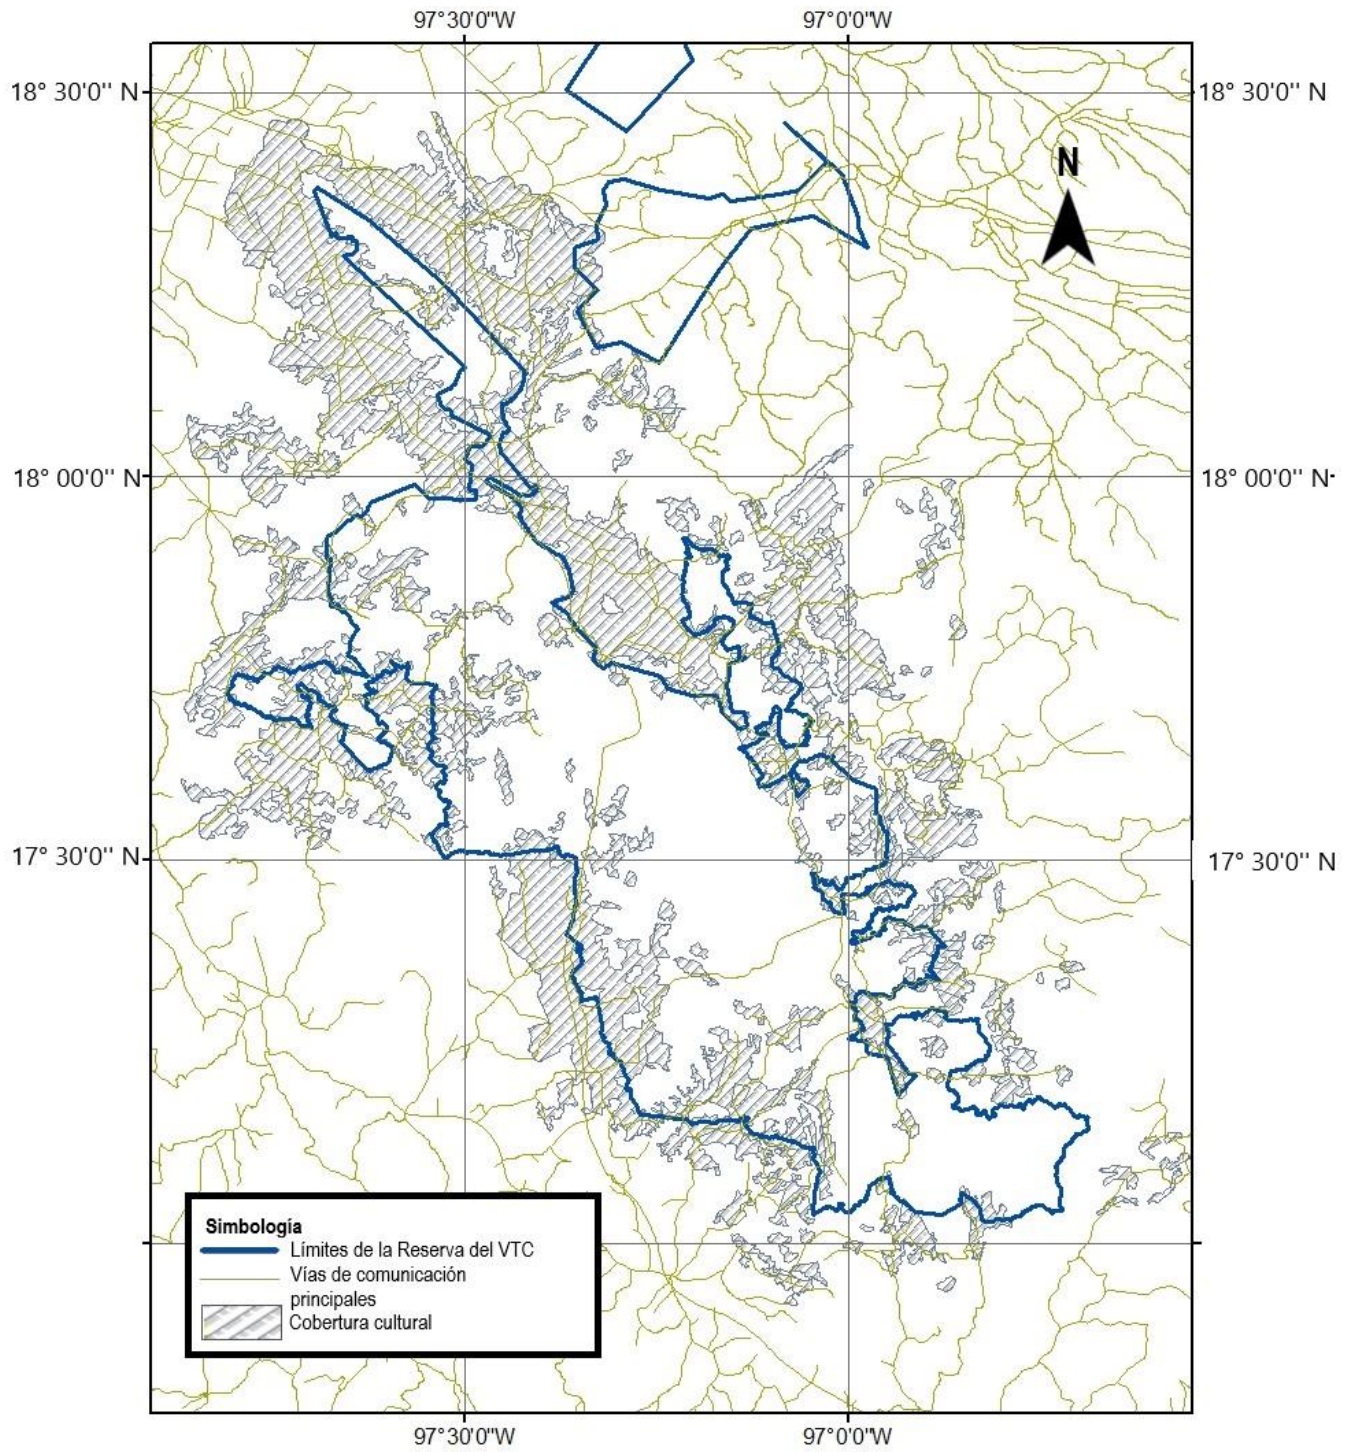 97°30'0"W 97°0'0"W
18° 30'0'' N 18° 30'0'' N
N
18° 00'0'' N 18° 00'0'' N
17° 30'0'' N 17° 30'0'' N
Simbología
Límites de la Reserva del VTC
Vías de comunicación
principales
Cobertura cultural
97°30'0"W 97°0'0"W